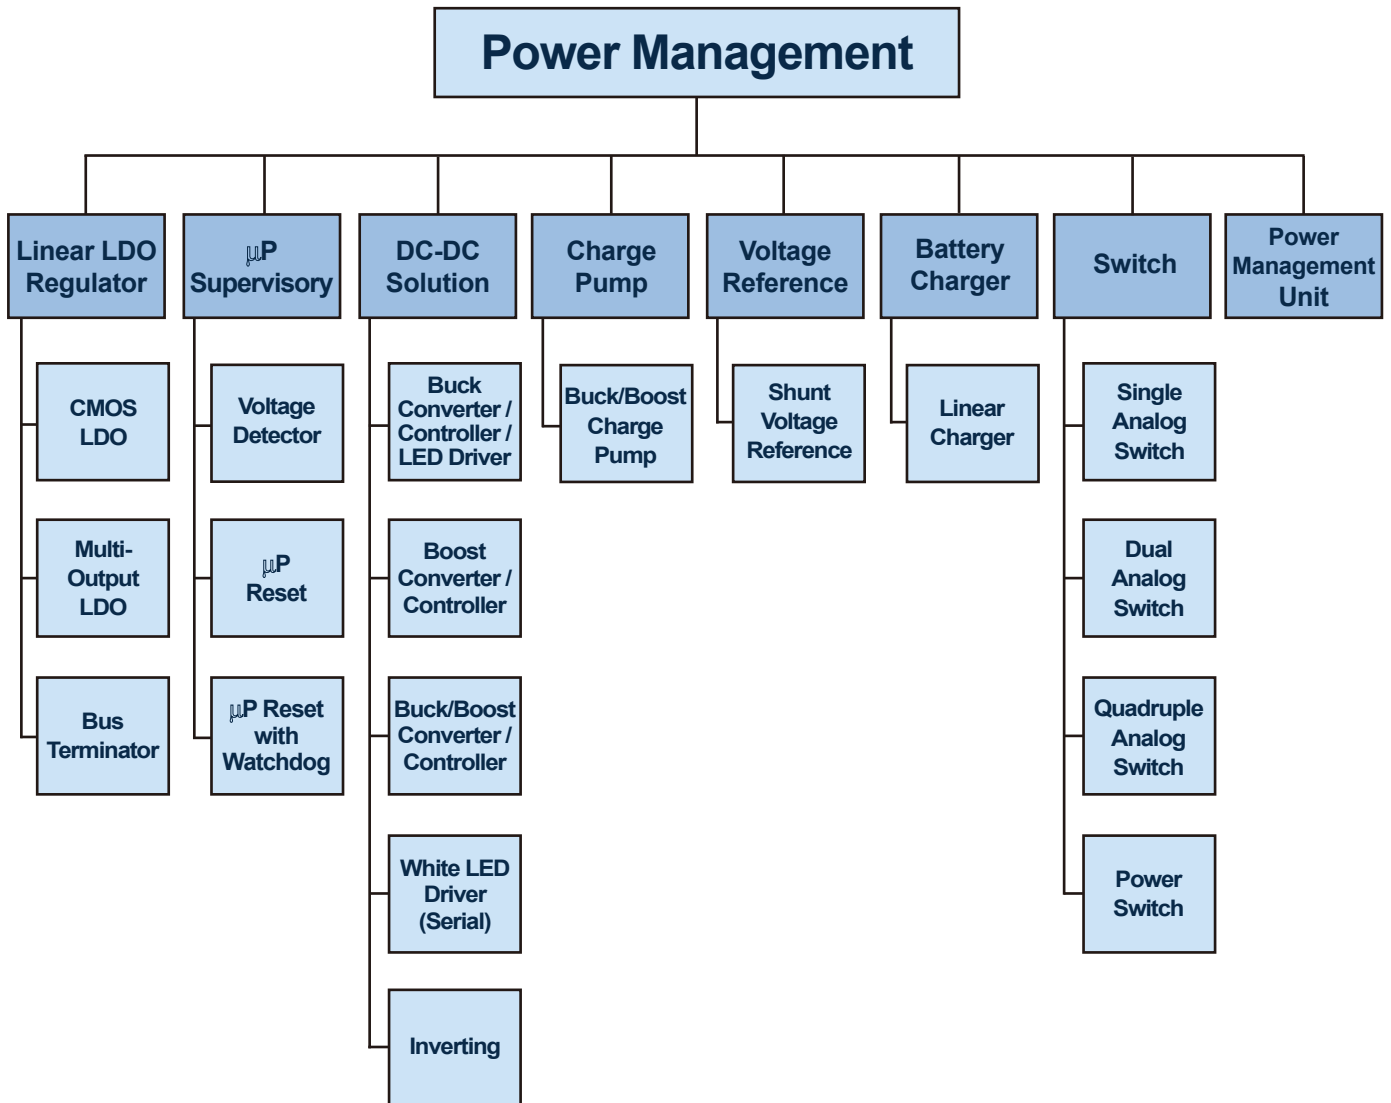 Power Management
Linear LDO
Regulator
μP
Supervisory
DC-DC
Solution
Charge
Pump
Voltage
Reference
Battery
Charger
Switch
Power
Management
Unit
CMOS
LDO
Multi-
Output
LDO
Bus
Terminator
Voltage
Detector
μP
Reset
μP Reset
with
Watchdog
Buck
Converter /
Controller /
LED Driver
Boost
Converter /
Controller
Buck/Boost
Converter /
Controller
White LED
Driver
(Serial)
Inverting
Buck/Boost
Charge
Pump
Shunt
Voltage
Reference
Linear
Charger
Single
Analog
Switch
Dual
Analog
Switch
Quadruple
Analog
Switch
Power
Switch